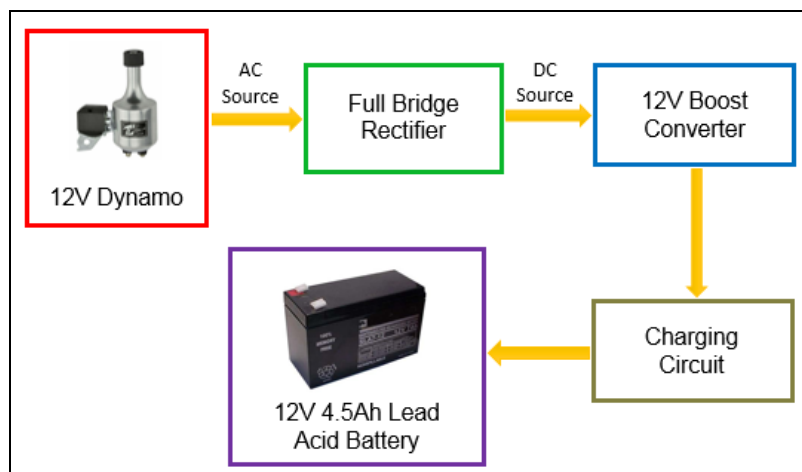 AC
Source
DC
Source
Full Bridge
Rectifier
12V Boost
Converter
12V Dynamo
Charging
Circuit
12V 4.5Ah Lead
Acid Battery